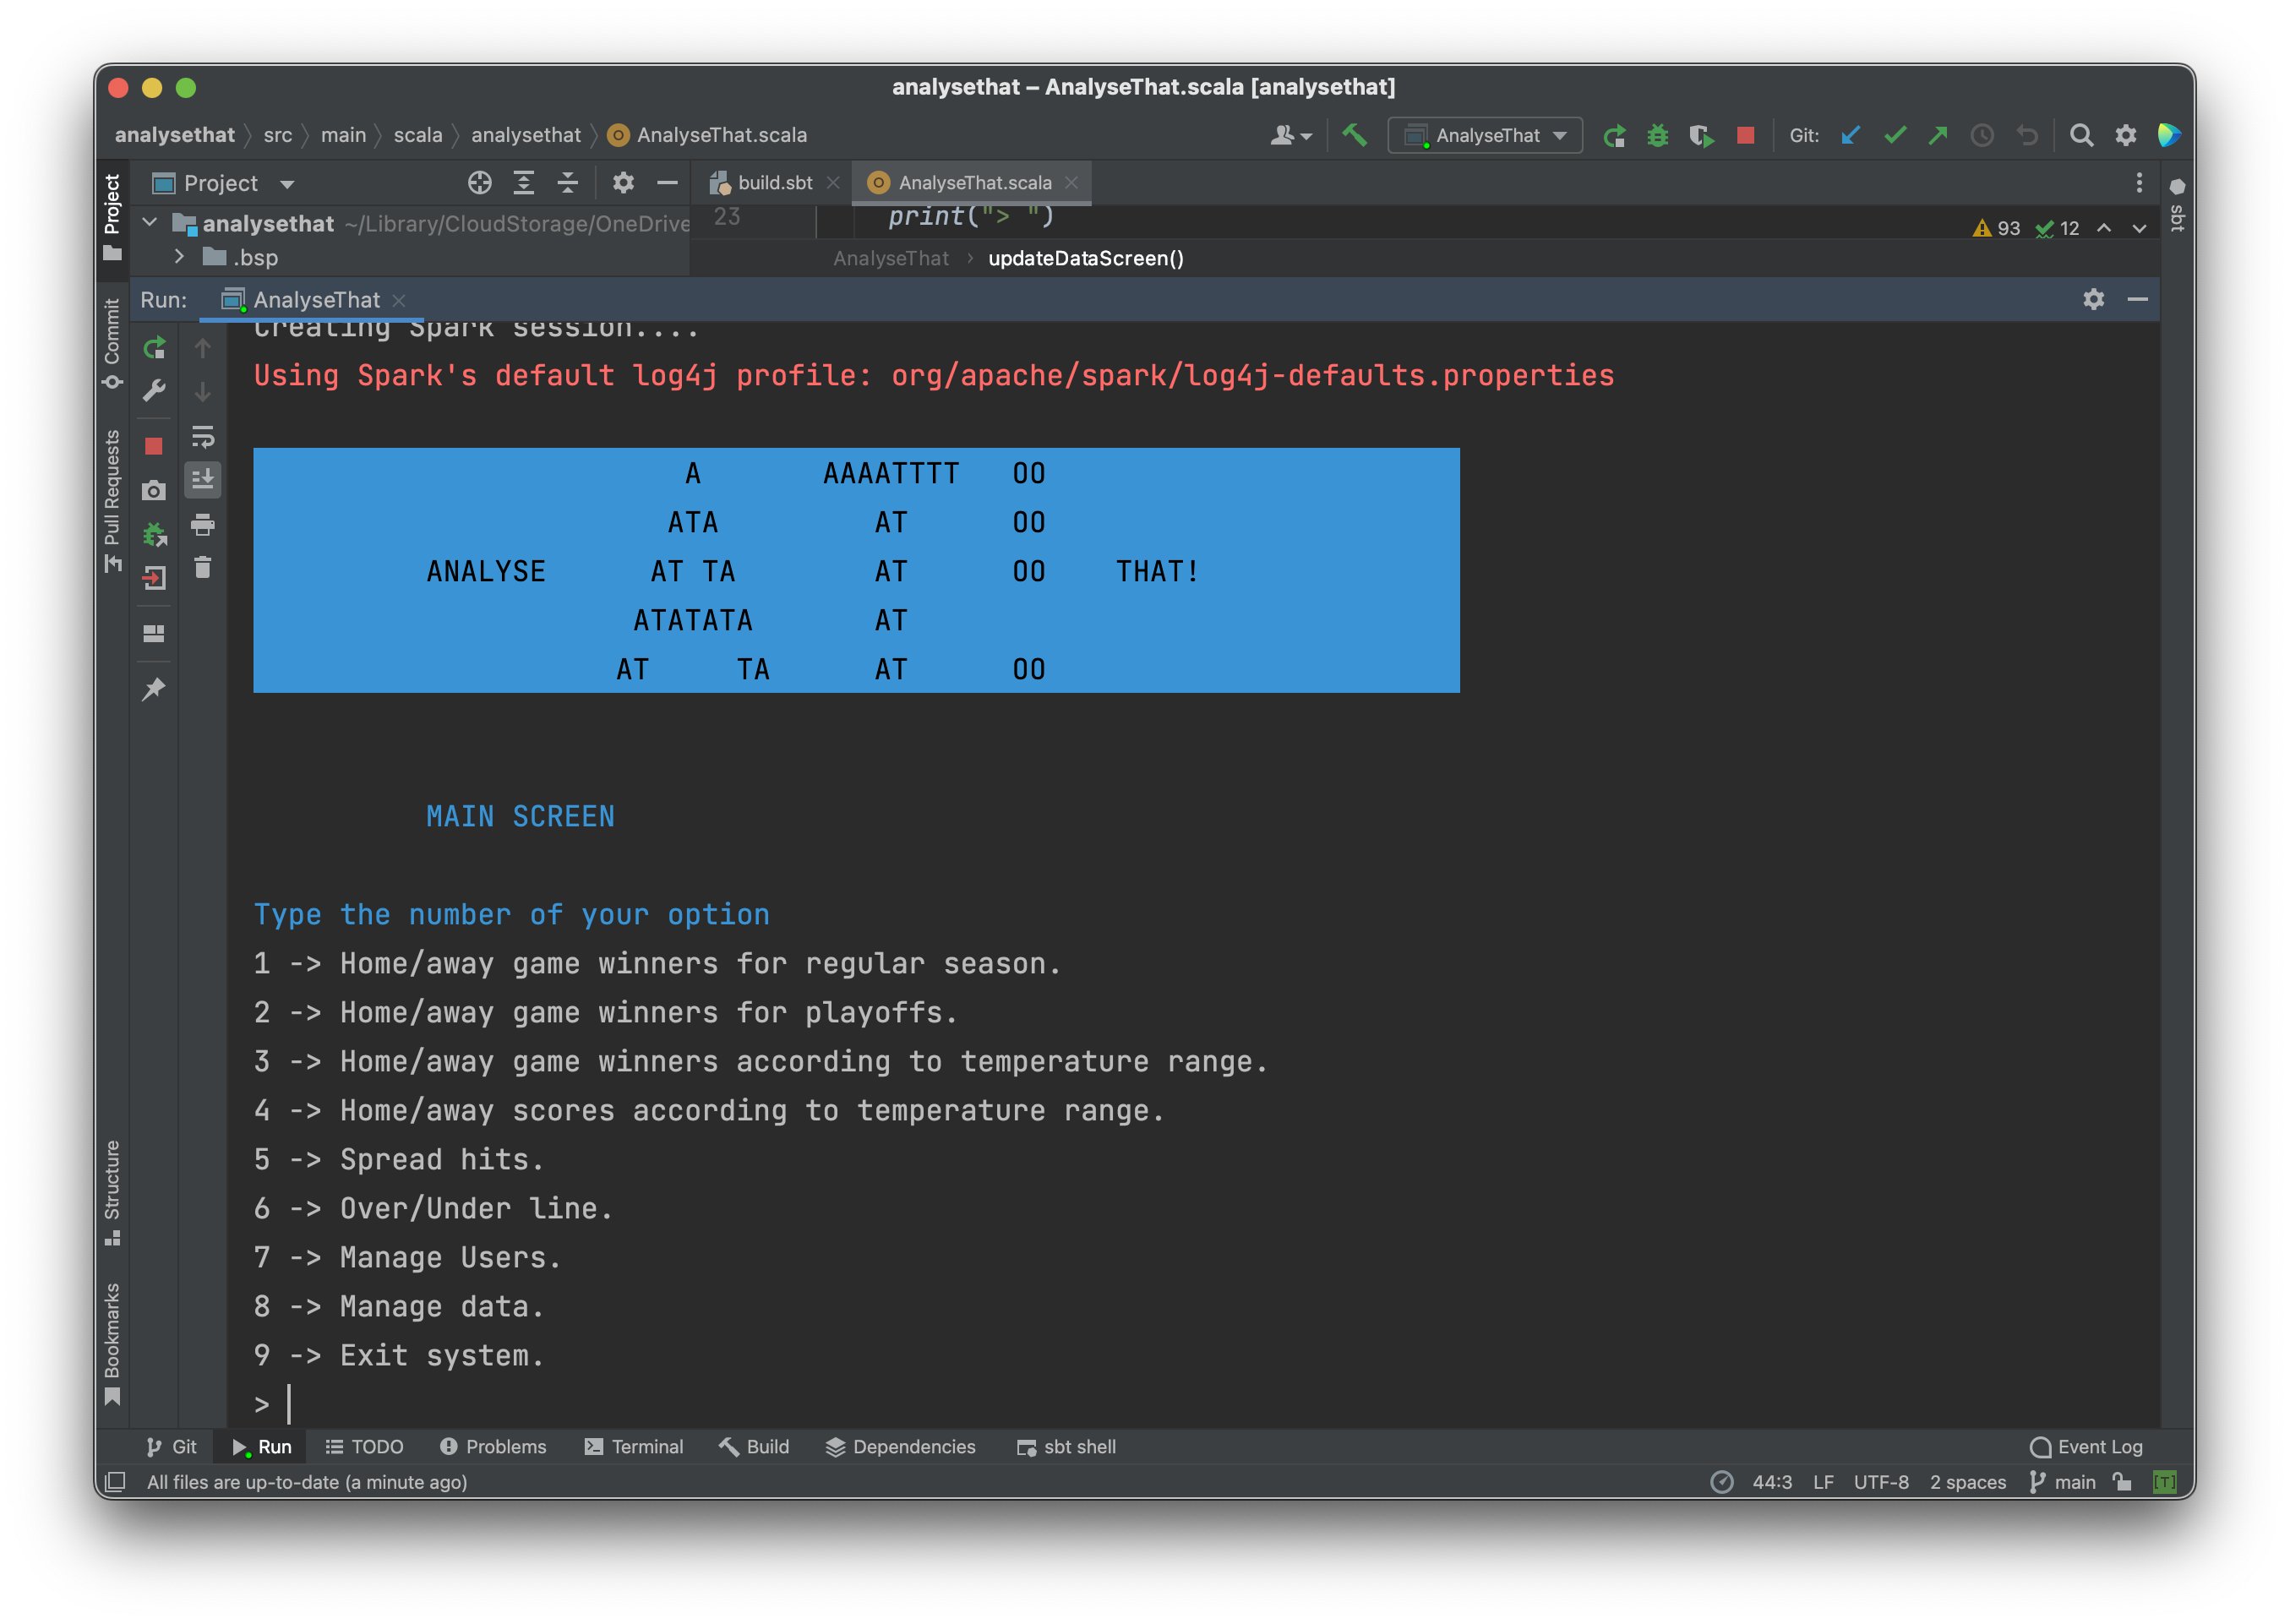 analysethat – AnalyseThat.scala [analysethat]
analysethat src main scala analysethat AnalyseThat.scala AnalyseThat Git:
Project build.sbt AnalyseThat.scala
analysethat ~/Library/CloudStorage/OneDrive 23 print("> ") 93 12
.bsp AnalyseThat › updateDataScreen()
Run: AnalyseThat
Project
Commit
Pull Requests
Structure
Bookmarks
sbt
Creating Spark session....
Using Spark's default log4j profile: org/apache/spark/log4j-defaults.properties
A AAAATTTT OO
ATA AT OO
ANALYSE AT TA AT OO THAT!
ATATATA AT
AT TA AT OO
MAIN SCREEN
Type the number of your option
1 -> Home/away game winners for regular season.
2 -> Home/away game winners for playoffs.
3 -> Home/away game winners according to temperature range.
4 -> Home/away scores according to temperature range.
5 -> Spread hits.
6 -> Over/Under line.
7 -> Manage Users.
8 -> Manage data.
9 -> Exit system.
>
Git Run TODO Problems Terminal Build Dependencies sbt shell Event Log
All files are up-to-date (a minute ago) 44:3 LF UTF-8 2 spaces main [T]